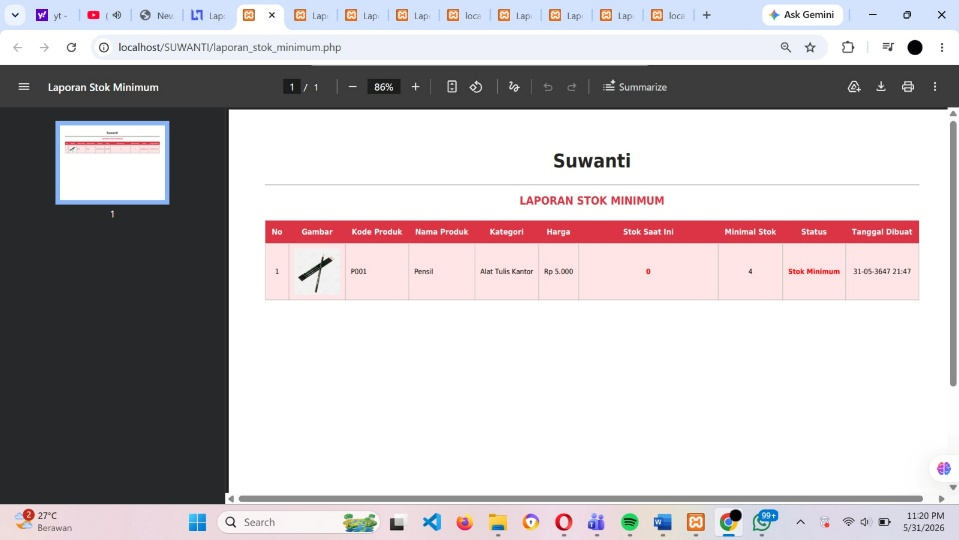 yt -
(
New
Lapo
Lap
Lap
Lap
loca
Lap
Lap
Lap
loca
Ask Gemini
localhost/SUWANTI/laporan_stok_minimum.php
Laporan Stok Minimum
1 / 1
86%
Summarize
1
Suwanti
LAPORAN STOK MINIMUM
No Gambar Kode Produk Nama Produk Kategori Harga Stok Saat Ini Minimal Stok Status Tanggal Dibuat
1 P001 Pensil Alat Tulis Kantor Rp 5.000 0 4 Stok Minimum 31-05-3647 21:47
2
27°C
Berawan
Search
99+
11:20 PM
5/31/2026